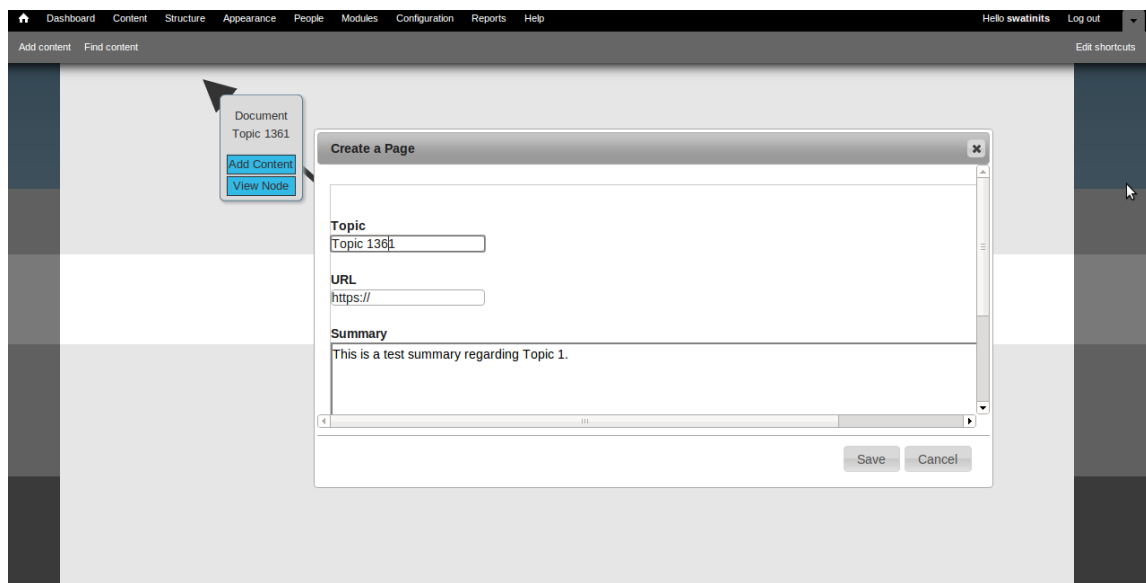 Dashboard Content Structure Appearance People Modules Configuration Reports Help Hello swatinits Log out
Add content Find content Edit shortcuts
Document
Topic 1361
Add Content
View Node
Create a Page
Topic
Topic 1361
URL
https://
Summary
This is a test summary regarding Topic 1.
Save Cancel